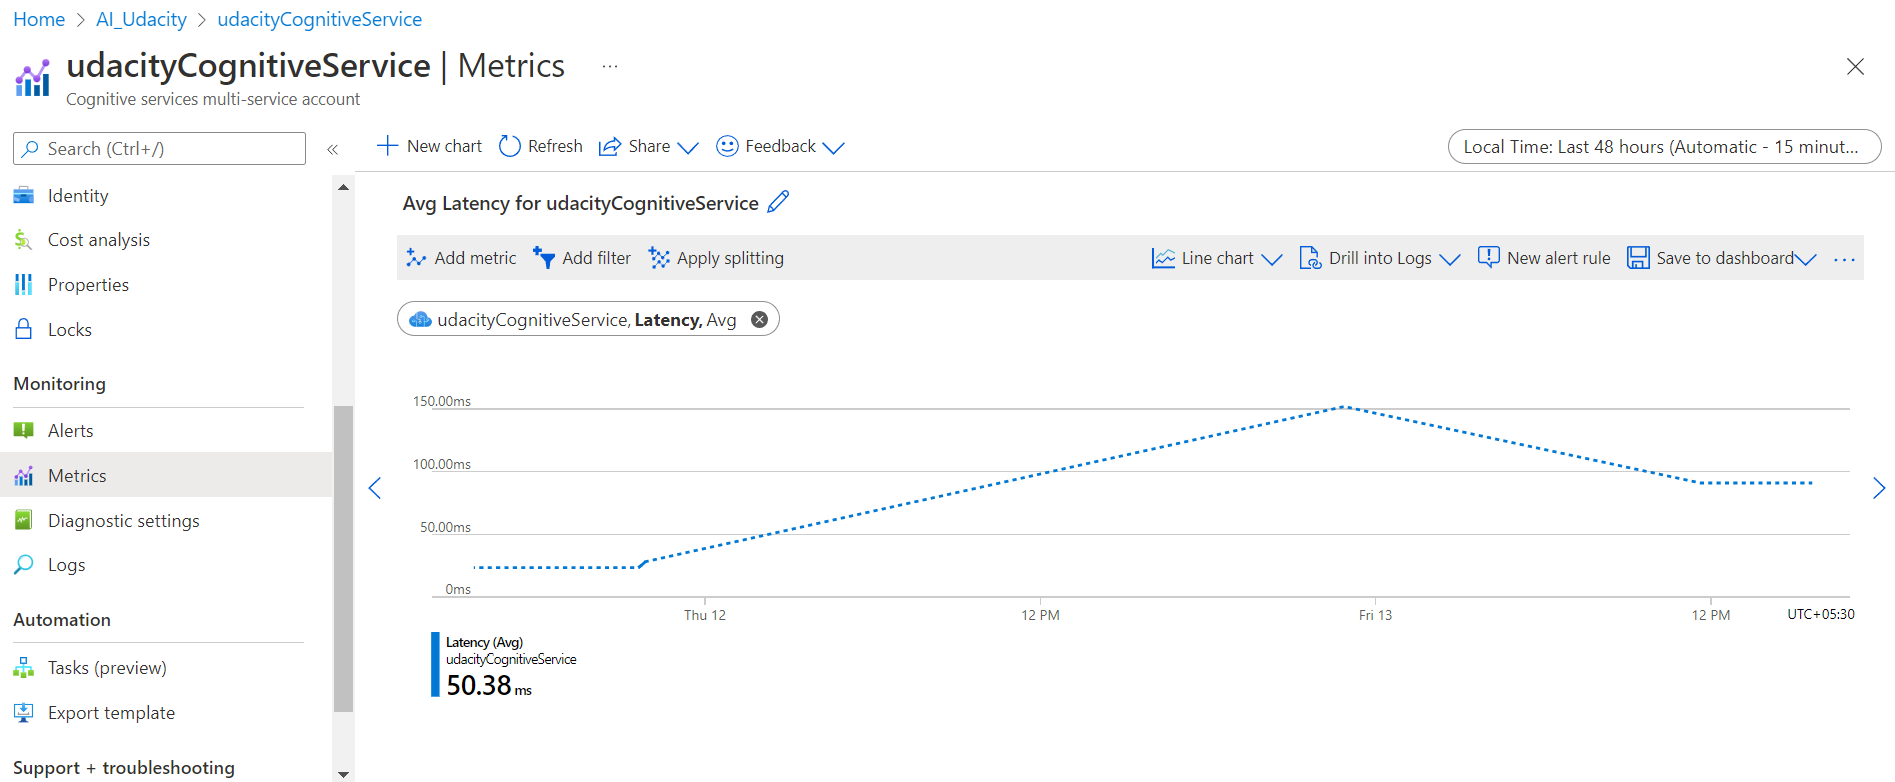 Home > AI_Udacity > udacityCognitiveService
udacityCognitiveService | Metrics ...
Cognitive services multi-service account
Search (Ctrl+/)
«
Identity
Cost analysis
Properties
Locks
Monitoring
Alerts
Metrics
Diagnostic settings
Logs
Automation
Tasks (preview)
Export template
Support + troubleshooting
New chart Refresh Share Feedback
Local Time: Last 48 hours (Automatic - 15 minut...
Avg Latency for udacityCognitiveService
Add metric Add filter Apply splitting Line chart Drill into Logs New alert rule Save to dashboard ...
udacityCognitiveService, Latency, Avg
150.00ms
100.00ms
50.00ms
0ms
Thu 12 12 PM Fri 13 12 PM UTC+05:30
Latency (Avg)
udacityCognitiveService
50.38 ms